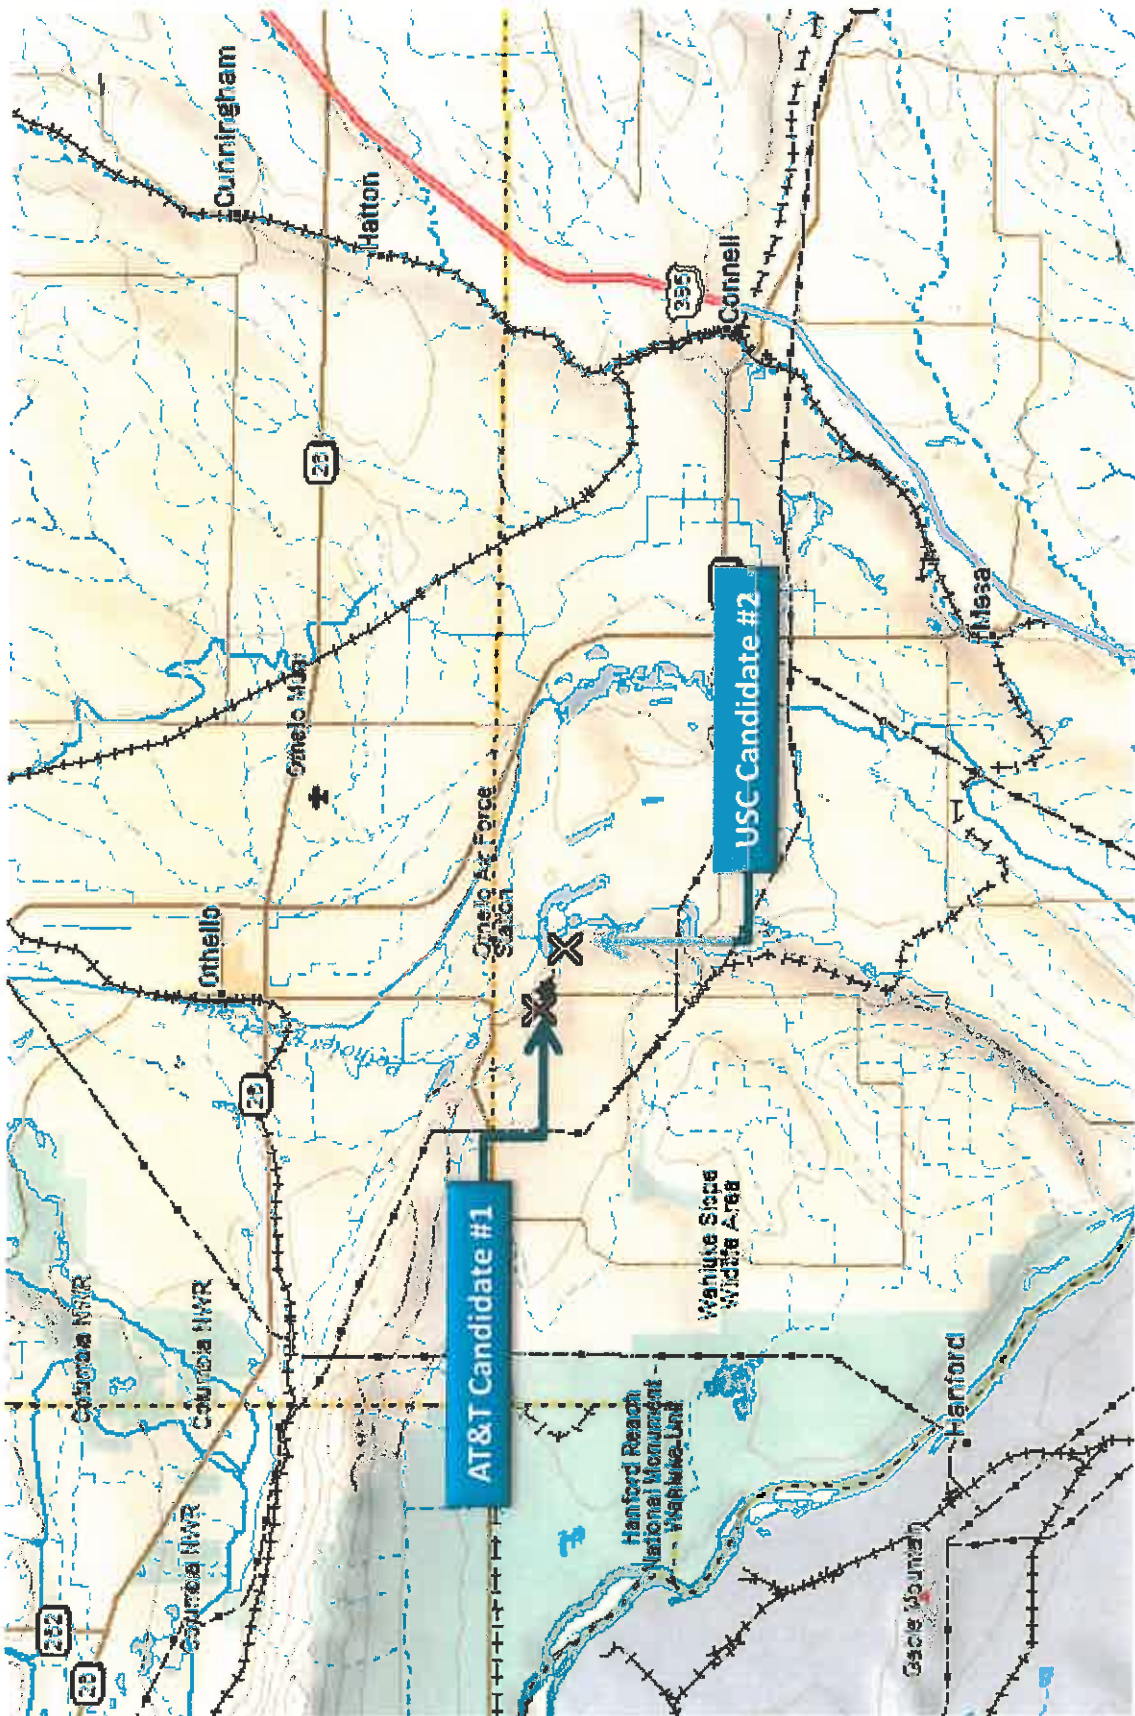 262
26
Columbia NWR
Columbia NWR
Columbia NWR
26
Othello
26
Cunningham
Hatton
Othello Air Force
Station
AT&T Candidate #1
USC Candidate #2
395
Connell
Mesa
Wahluke Slope
Wildlife Area
Hanford Reach
National Monument -
Wahluke Unit
Hanford
Gable Mountain